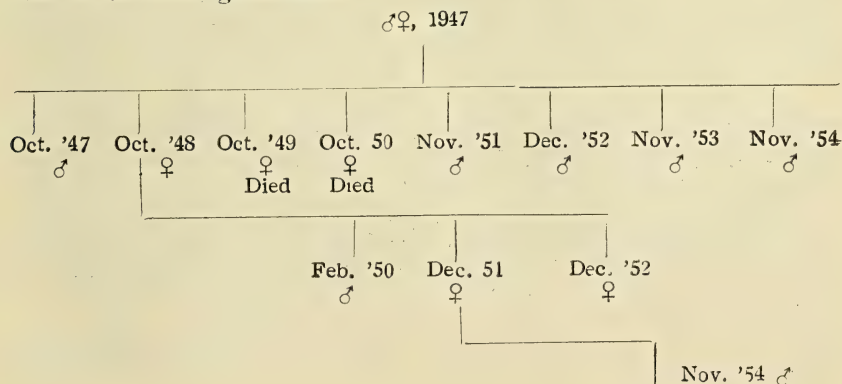 ♂♀, 1947
Oct. '47 Oct. '48 Oct. '49 Oct. 50 Nov. '51 Dec. '52 Nov. '53 Nov. '54
♂ ♀ ♀ ♀ ♂ ♂ ♂ ♂
Died Died
Feb. '50 Dec. 51 Dec. '52
♂ ♀ ♀
Nov. '54 ♂